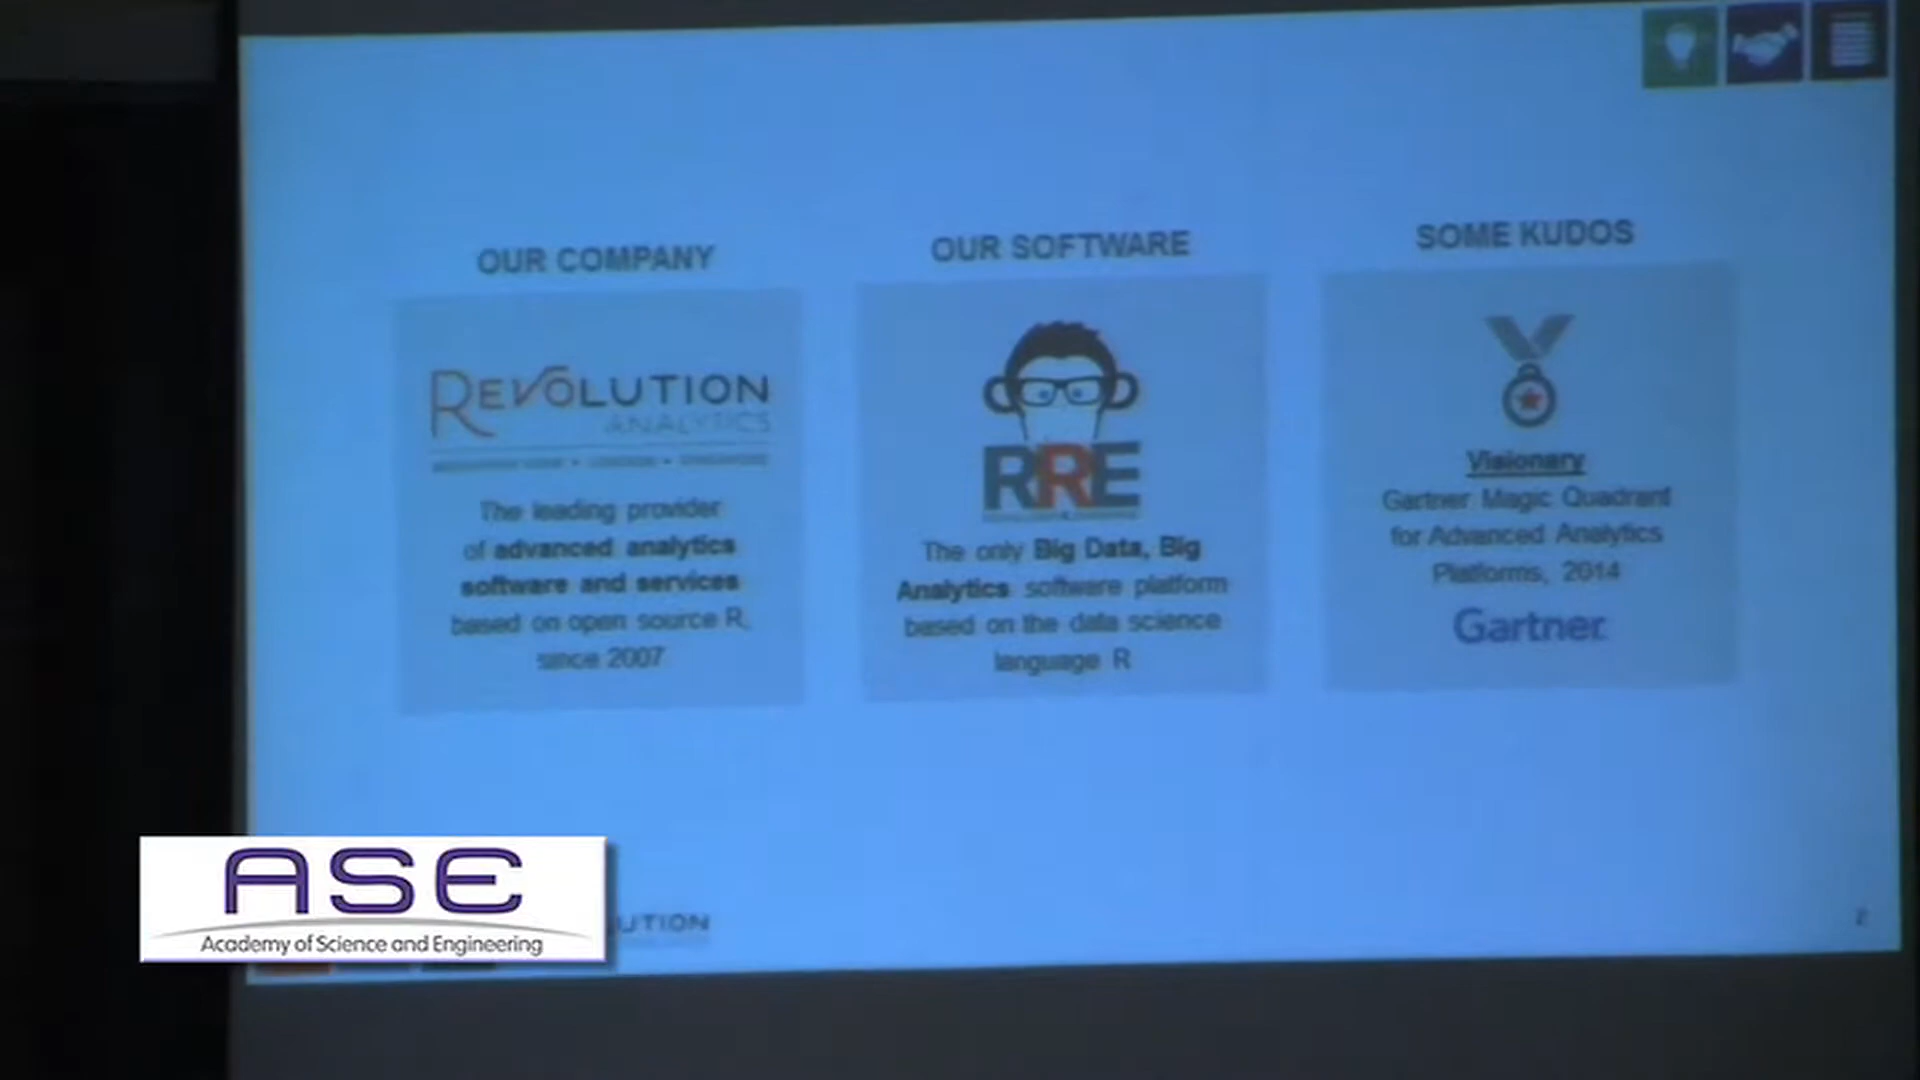 OUR COMPANY
REVOLUTION
ANALYTICS
The leading provider
of advanced analytics
software and services
based on open source R,
since 2007
OUR SOFTWARE
RRE
The only Big Data, Big
Analytics software platform
based on the data science
language R
SOME KUDOS
Visionary
Gartner Magic Quadrant
for Advanced Analytics
Platforms, 2014
Gartner
ASE
Academy of Science and Engineering
UTION
2